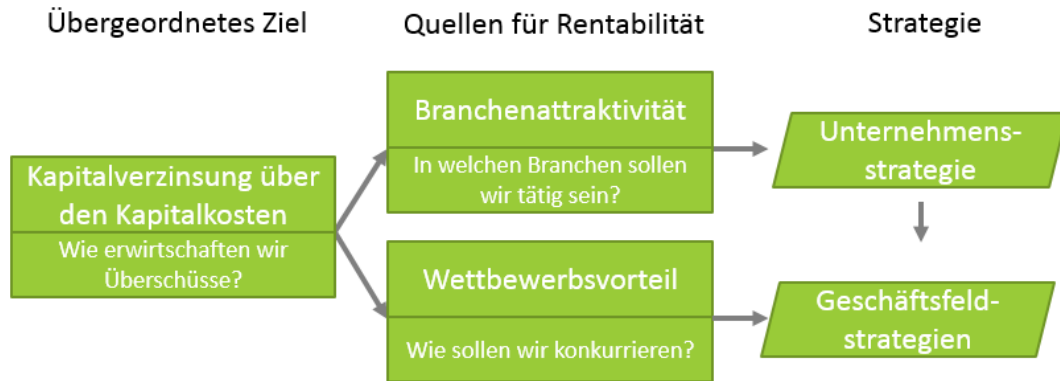 Übergeordnetes Ziel
Quellen für Rentabilität
Strategie
Kapitalverzinsung über
den Kapitalkosten
Wie erwirtschaften wir
Überschüsse?
Branchenattraktivität
In welchen Branchen sollen
wir tätig sein?
Wettbewerbsvorteil
Wie sollen wir konkurrieren?
Unternehmens-
strategie
Geschäftsfeld-
strategien